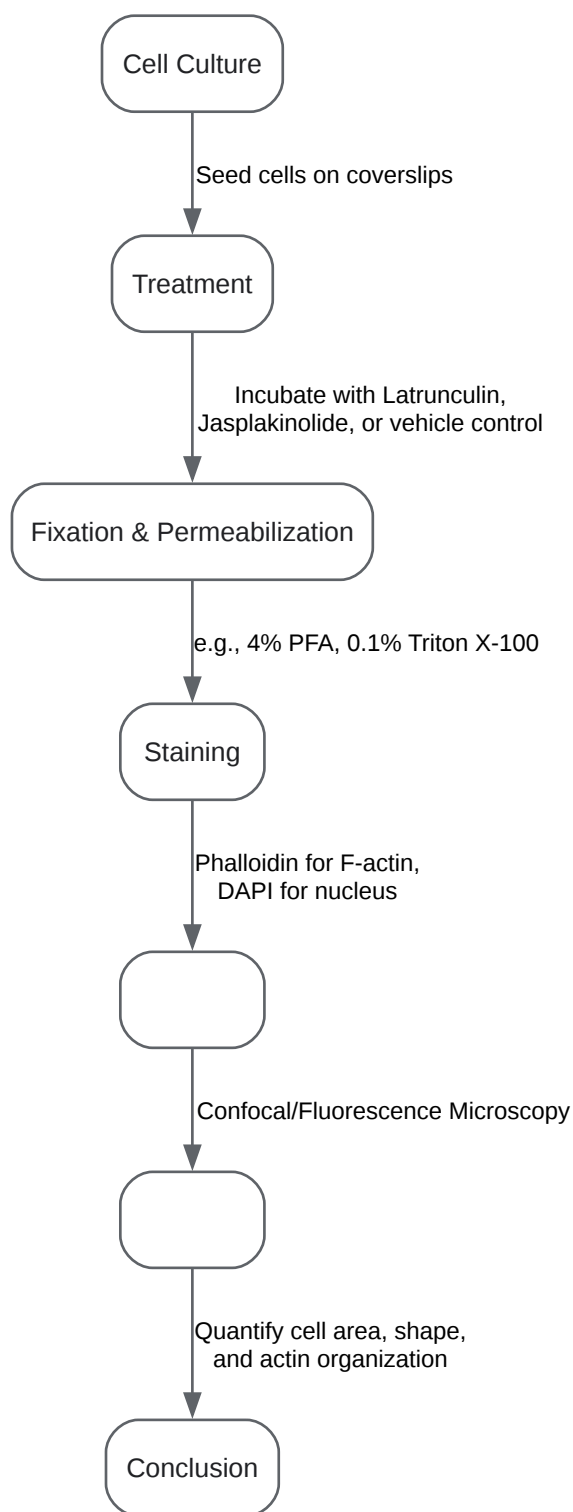 Cell Culture
Seed cells on coverslips
Treatment
Incubate with Latrunculin,
Jasplakinolide, or vehicle control
Fixation & Permeabilization
e.g., 4% PFA, 0.1% Triton X-100
Staining
Phalloidin for F-actin,
DAPI for nucleus
Confocal/Fluorescence Microscopy
Quantify cell area, shape,
and actin organization
Conclusion